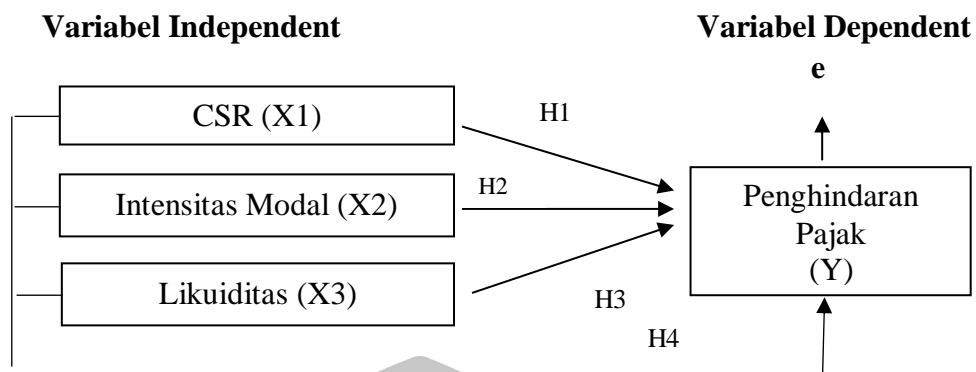 Variabel Independent
Variabel Dependent
e
CSR (X1)
H1
Intensitas Modal (X2)
H2
Penghindaran
Pajak
(Y)
Likuiditas (X3)
H3
H4